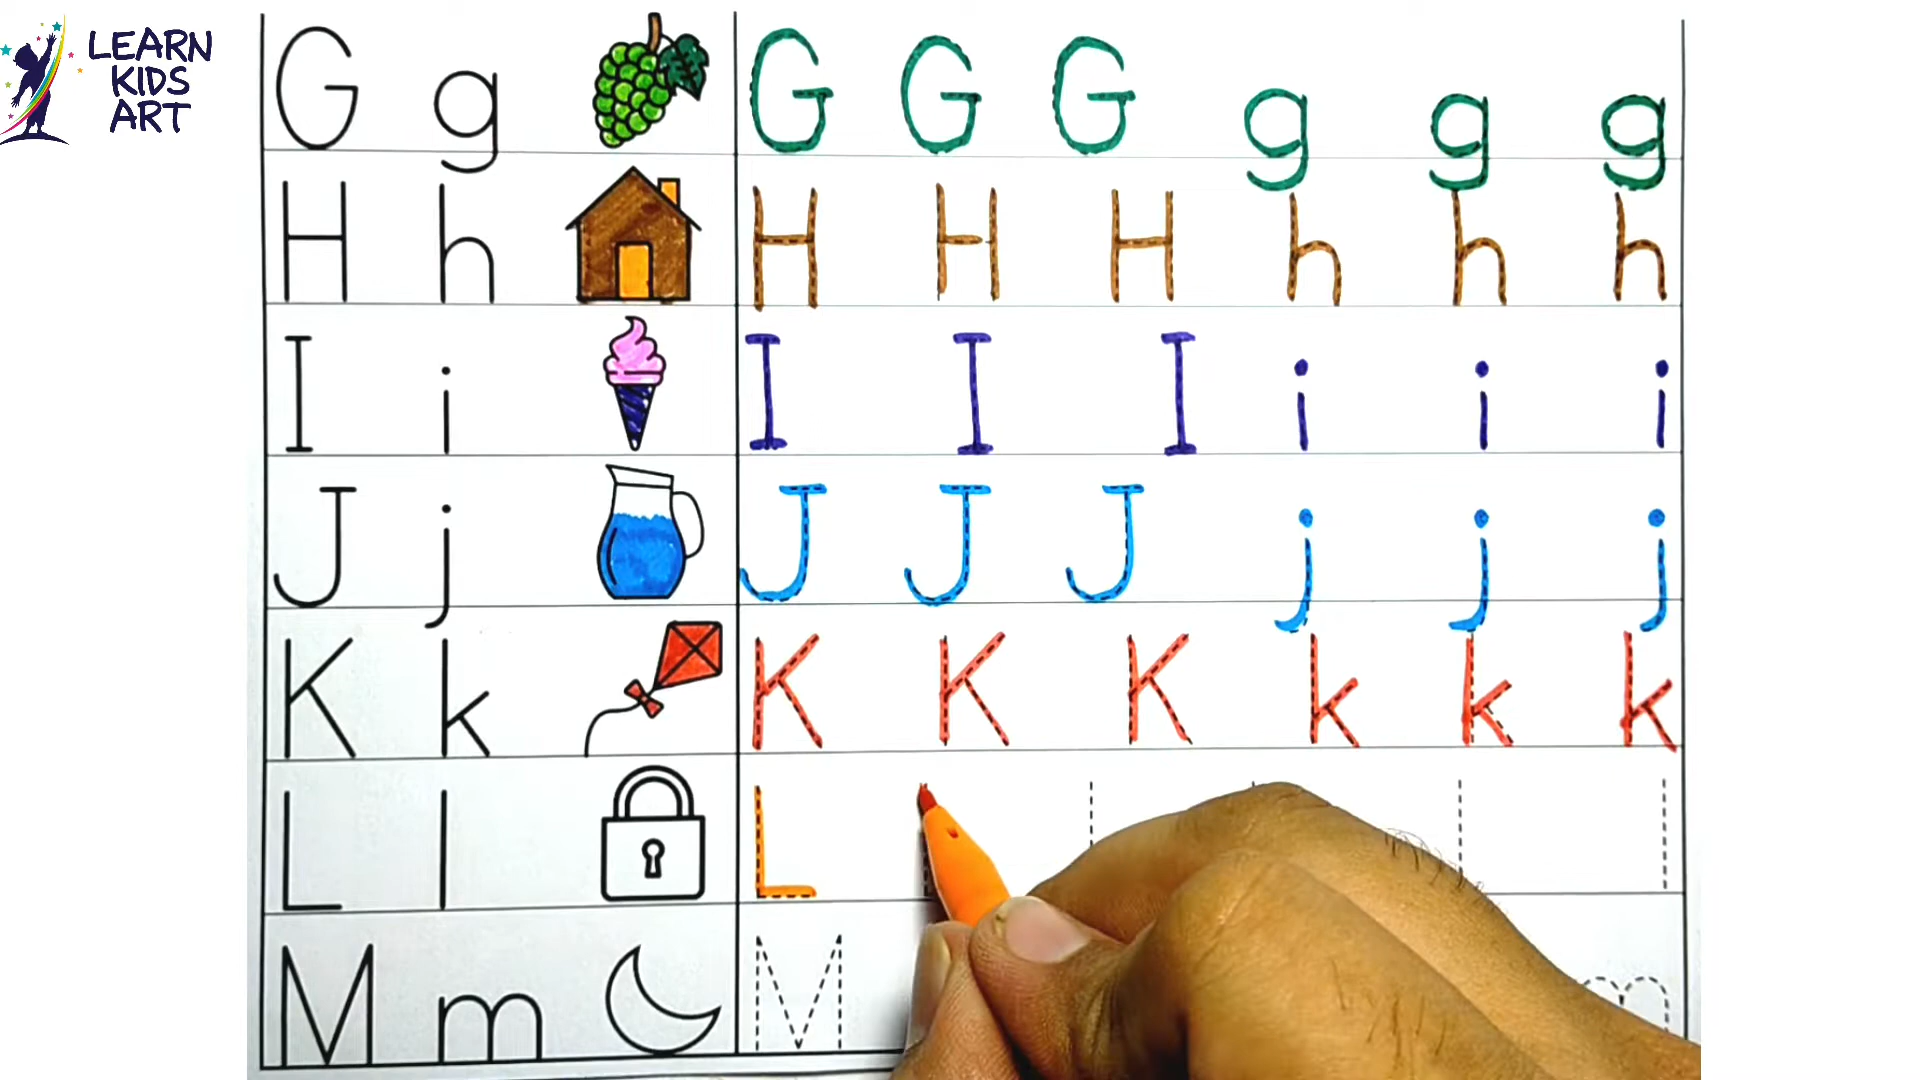 LEARN
KIDS
ART
G g G G G g g g
H h H H H h h h
I i I I I i i i
J j J J J j j j
K k K K K k k k
L l L
M m M m